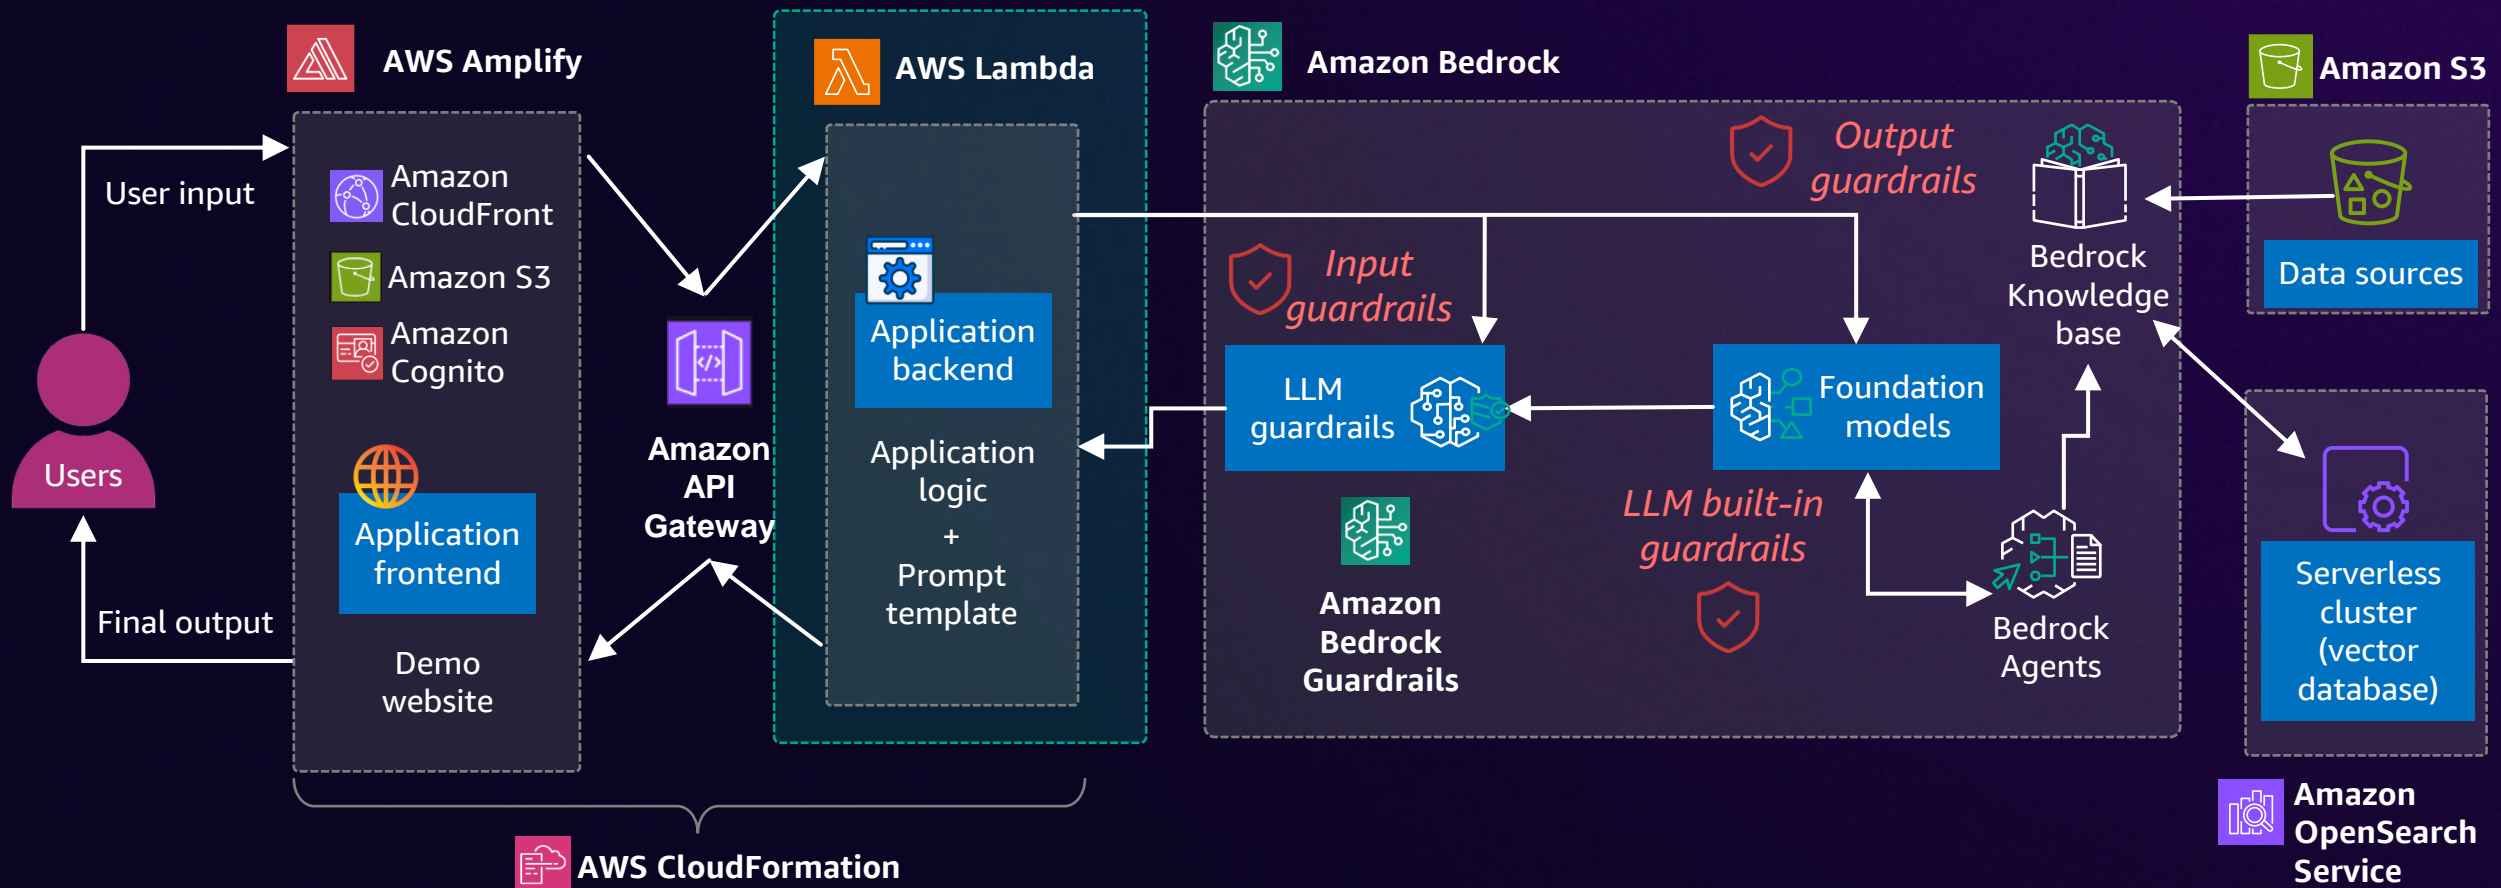 AWS Amplify
AWS Lambda
Amazon Bedrock
Amazon S3
User input
Amazon
CloudFront
Amazon S3
Amazon
Cognito
Users
Application
frontend
Demo
website
Final output
Amazon
API
Gateway
Application
backend
Application
logic
+
Prompt
template
Input
guardrails
Output
guardrails
LLM
guardrails
Foundation
models
LLM built-in
guardrails
Amazon
Bedrock
Guardrails
Bedrock
Knowledge
base
Bedrock
Agents
Data sources
Serverless
cluster
(vector
database)
Amazon
OpenSearch
Service
AWS CloudFormation